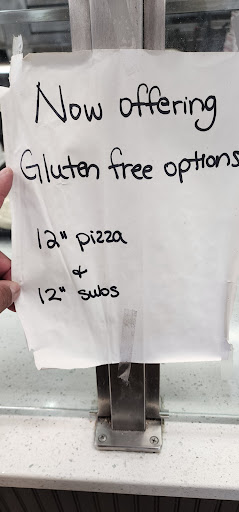 Now offering
Gluten free options
12" pizza
&
12" subs